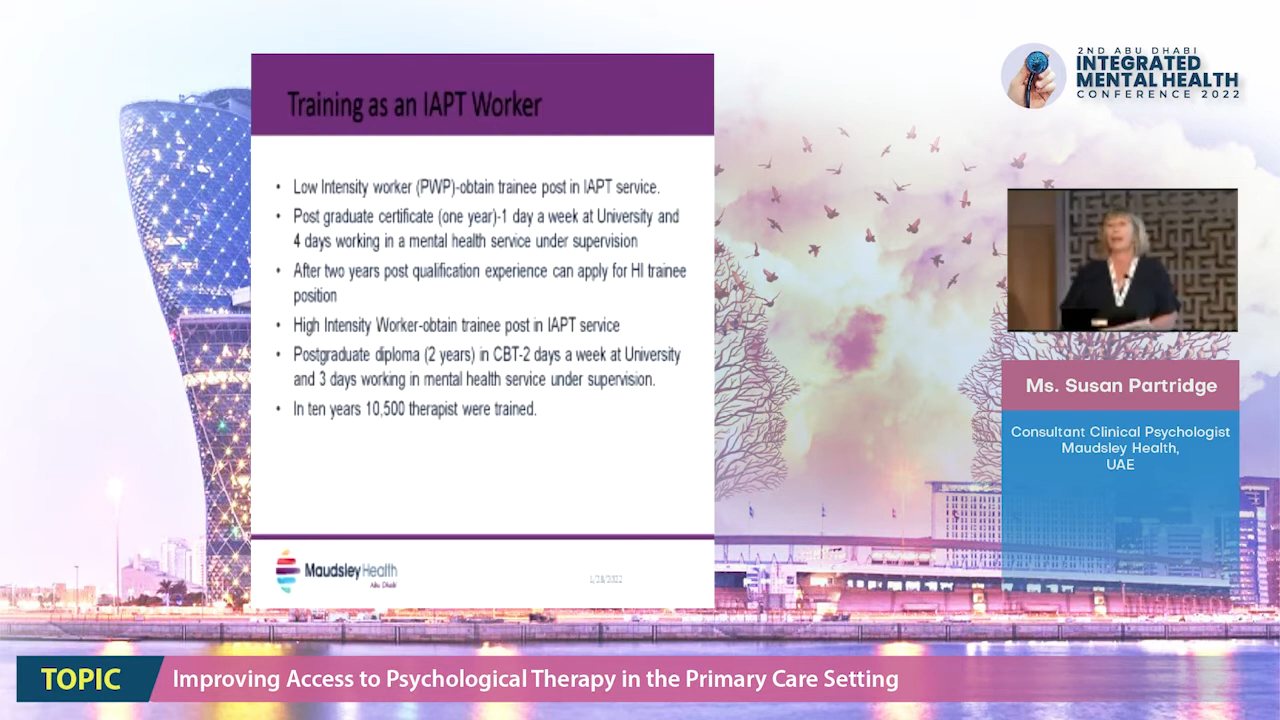 2ND ABU DHABI
INTEGRATED
MENTAL HEALTH
CONFERENCE 2022
Training as an IAPT Worker
• Low Intensity worker (PWP)-obtain trainee post in IAPT service.
• Post graduate certificate (one year)-1 day a week at University and
4 days working in a mental health service under supervision
• After two years post qualification experience can apply for HI trainee
position
• High Intensity Worker-obtain trainee post in IAPT service
• Postgraduate diploma (2 years) in CBT-2 days a week at University
and 3 days working in mental health service under supervision.
• In ten years 10,500 therapist were trained.
Maudsley Health
Abu Dhabi
Ms. Susan Partridge
Consultant Clinical Psychologist
Maudsley Health,
UAE
TOPIC Improving Access to Psychological Therapy in the Primary Care Setting